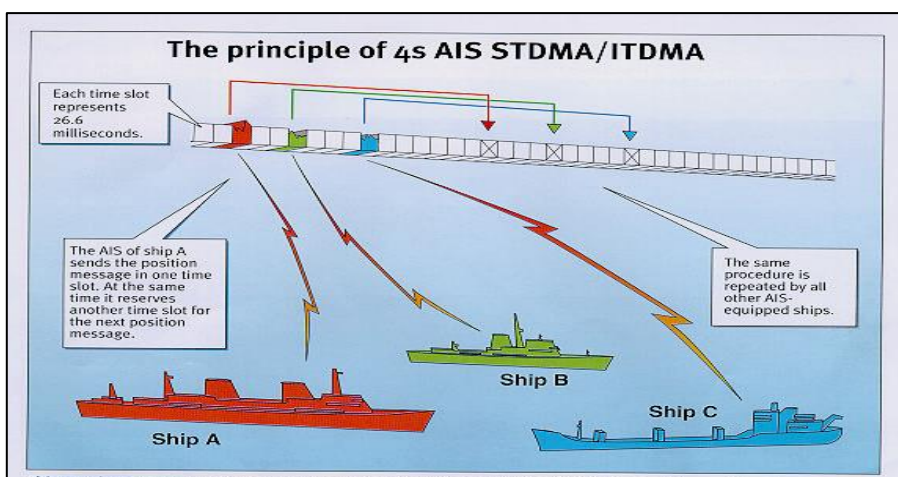 The principle of 4s AIS STDMA/ITDMA
Each time slot
represents
26.6
milliseconds.
The AIS of ship A
sends the position
message in one time
slot. At the same
time it reserves
another time slot for
the next position
message.
The same
procedure is
repeated by all
other AIS-
equipped ships.
Ship B
Ship C
Ship A